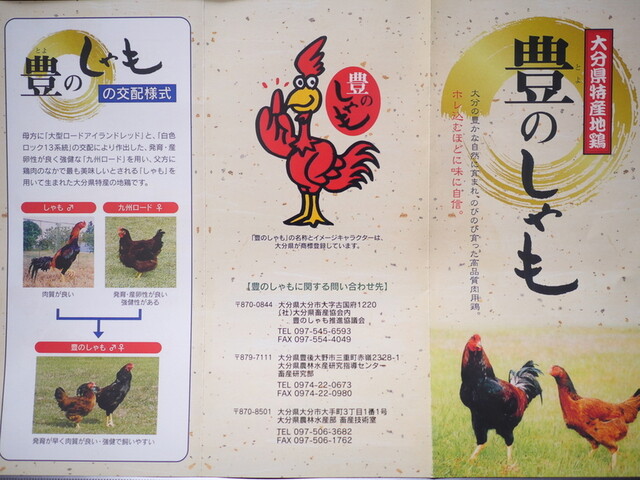 とよ
豊のしゃも
の交配様式
母方に「大型ロードアイランドレッド」と、「白色
ロック13系統」の交配により作出した、発育・産
卵性が良く強健な「九州ロード」を用い、父方に
鶏肉のなかで最も美味しいとされる「しゃも」を
用いて生まれた大分県特産の地鶏です。
しゃも♂
九州ロード♀
肉質が良い
発育・産卵性が良い
強健性がある
豊のしゃも♂♀
発育が早く肉質が良い・強健で飼いやすい
豊の
しゃも
「豊のしゃも」の名称とイメージキャラクターは、
大分県が商標登録しています。
【豊のしゃもに関する問い合わせ先】
〒870-0844 大分県大分市大字古国府1220
(社)大分県畜産協会内
豊のしゃも推進協議会
TEL 097-545-6593
FAX 097-554-4049
〒879-7111 大分県豊後大野市三重町赤嶺2328-1
大分県農林水産研究指導センター
畜産研究部
TEL 0974-22-0673
FAX 0974-22-0980
〒870-8501 大分県大分市大手町3丁目1番1号
大分県農林水産部 畜産技術室
TEL 097-506-3682
FAX 097-506-1762
大分県特産地鶏
とよ
豊のしゃも
大分の豊かな自然に育まれ、のびのび育った高品質肉用鶏。
ホレ込むほどに味に自信。